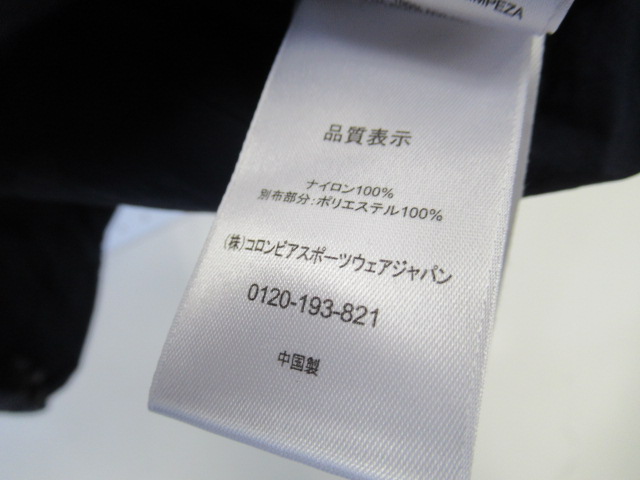 IMPEZA
品質表示
ナイロン100%
別布部分:ポリエステル100%
(株)コロンビアスポーツウェアジャパン
0120-193-821
中国製